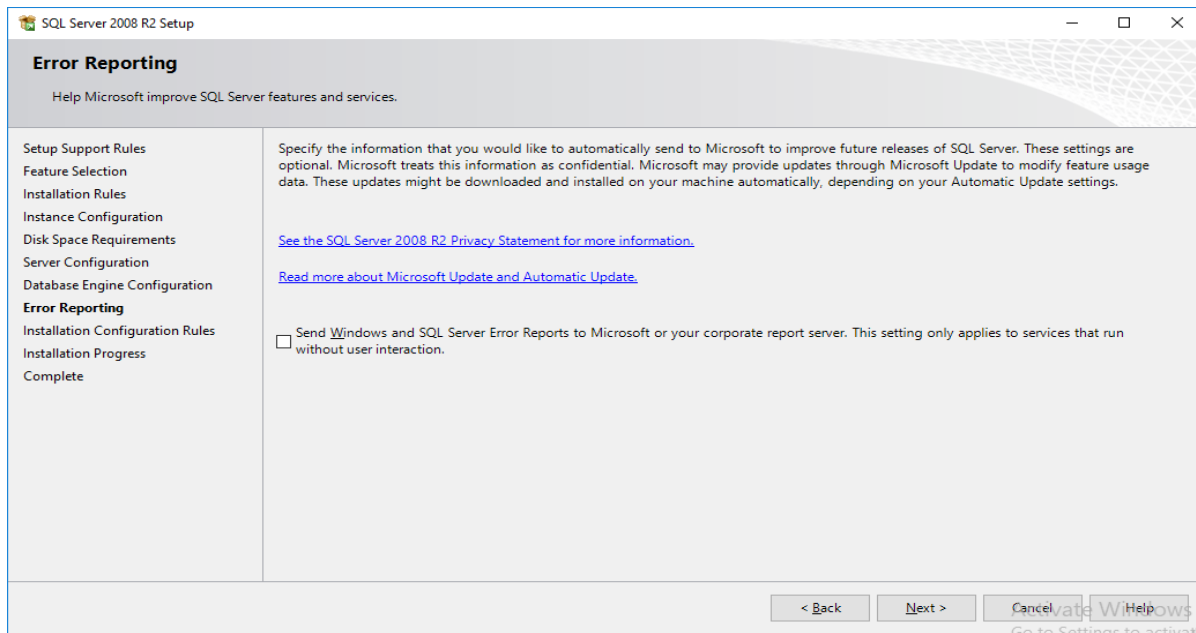 SQL Server 2008 R2 Setup
Error Reporting
Help Microsoft improve SQL Server features and services.
Setup Support Rules
Feature Selection
Installation Rules
Instance Configuration
Disk Space Requirements
Server Configuration
Database Engine Configuration
Error Reporting
Installation Configuration Rules
Installation Progress
Complete
Specify the information that you would like to automatically send to Microsoft to improve future releases of SQL Server. These settings are
optional. Microsoft treats this information as confidential. Microsoft may provide updates through Microsoft Update to modify feature usage
data. These updates might be downloaded and installed on your machine automatically, depending on your Automatic Update settings.
See the SQL Server 2008 R2 Privacy Statement for more information.
Read more about Microsoft Update and Automatic Update.
Send Windows and SQL Server Error Reports to Microsoft or your corporate report server. This setting only applies to services that run
without user interaction.
< Back
Next >
Cancel
Help
Activate Windows
Go to Settings to